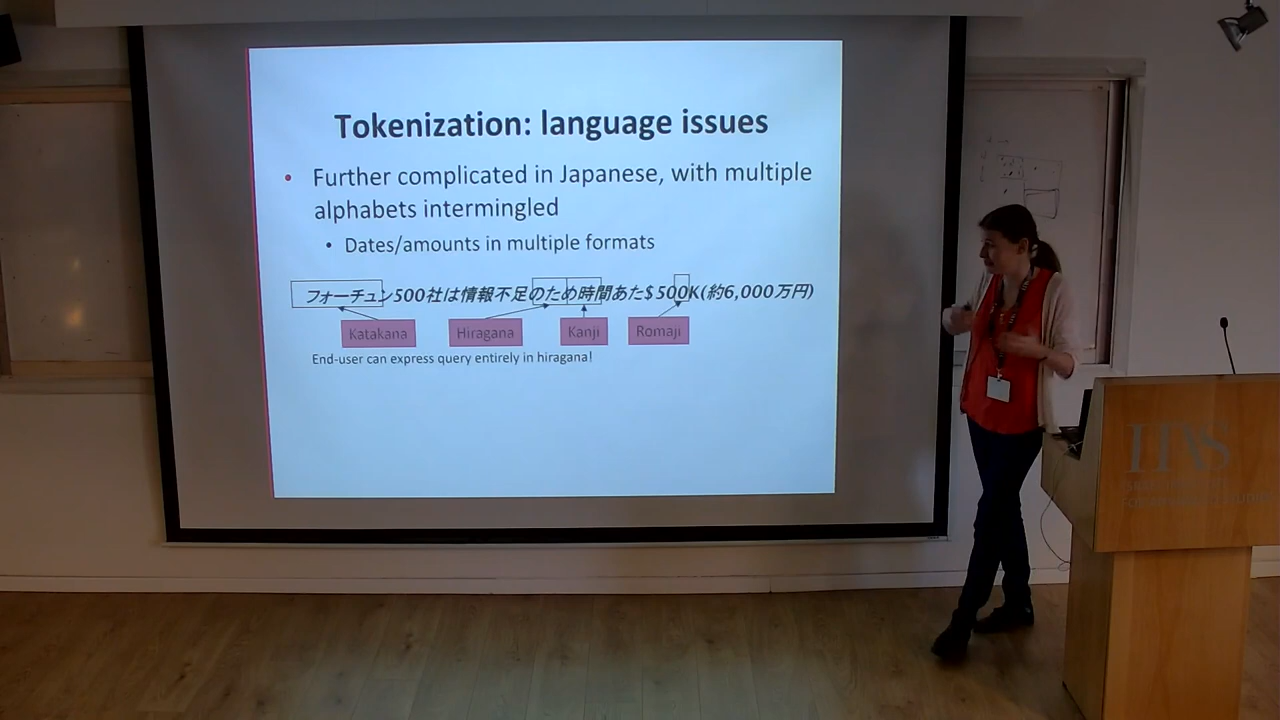 Tokenization: language issues
• Further complicated in Japanese, with multiple
alphabets intermingled
• Dates/amounts in multiple formats
フォーチュン500社は情報不足のため時間あた$500K(約6,000万円)
Katakana Hiragana Kanji Romaji
End-user can express query entirely in hiragana!